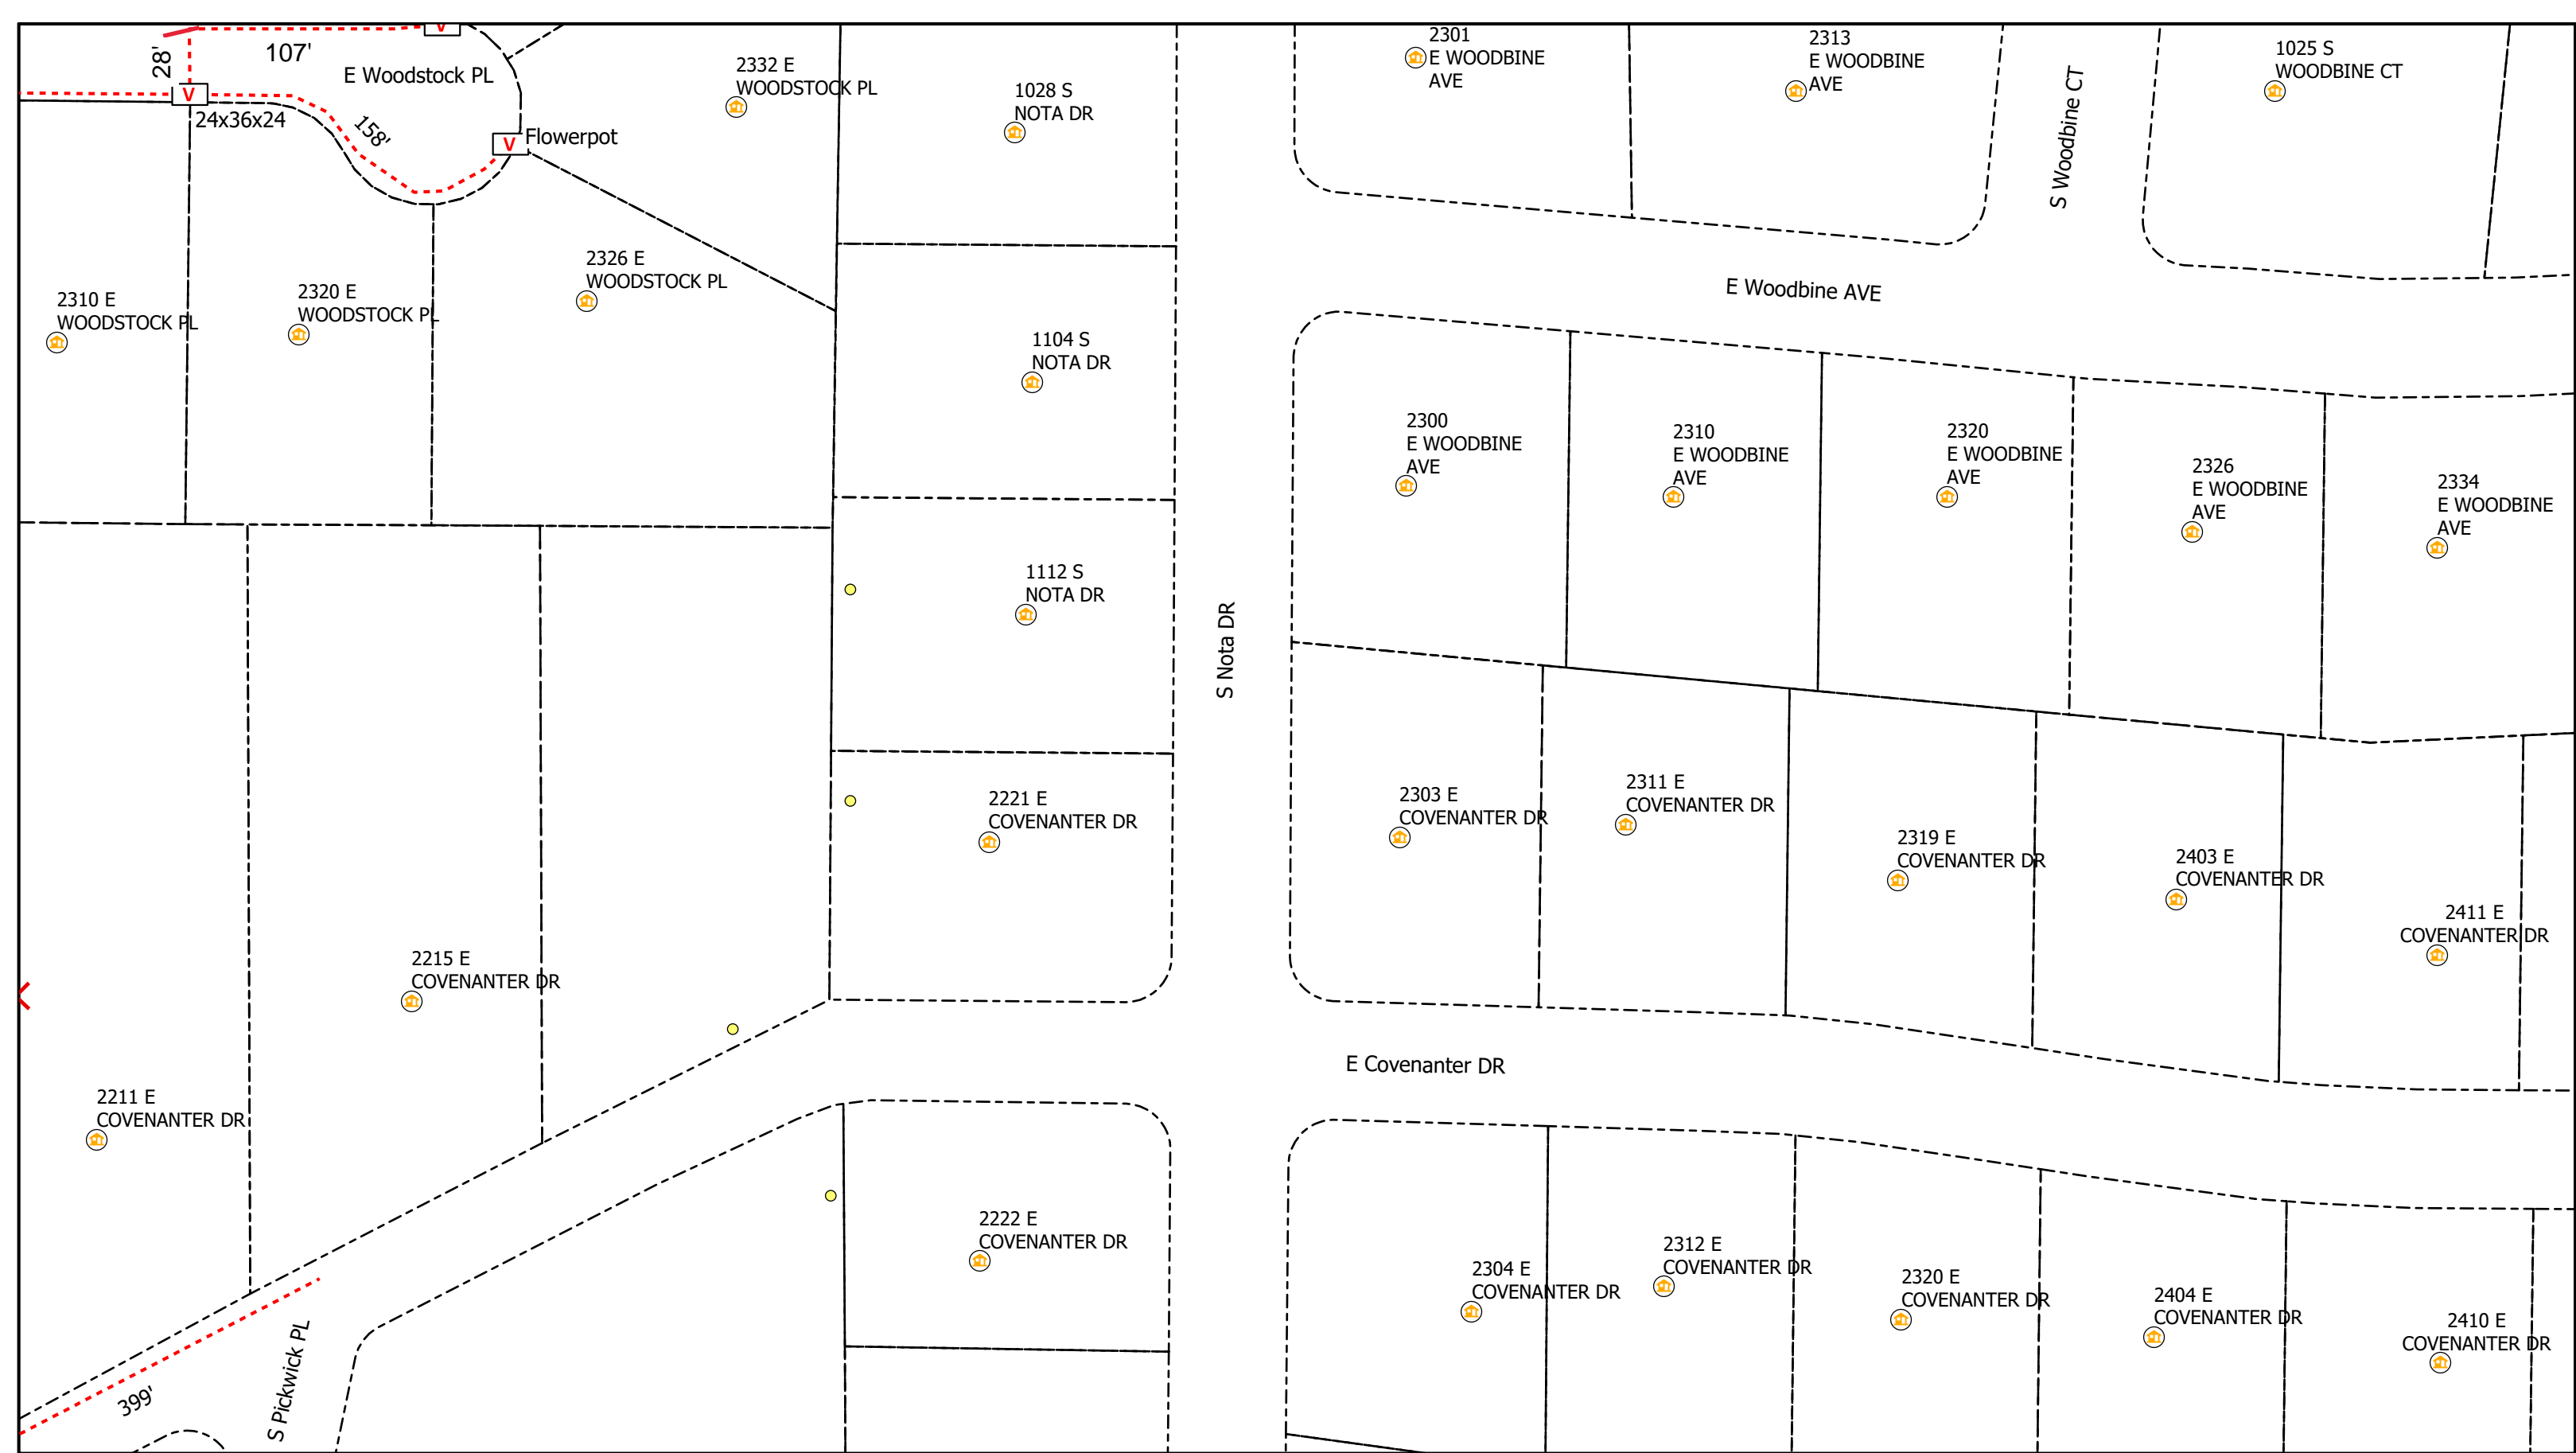 28'
107'
V
E Woodstock PL
V
24x36x24
158'
V
Flowerpot
2332 E
WOODSTOCK PL
1028 S
NOTA DR
2301
E WOODBINE
AVE
2313
E WOODBINE
AVE
S Woodbine CT
1025 S
WOODBINE CT
2310 E
WOODSTOCK PL
2320 E
WOODSTOCK PL
2326 E
WOODSTOCK PL
1104 S
NOTA DR
E Woodbine AVE
2300
E WOODBINE
AVE
2310
E WOODBINE
AVE
2320
E WOODBINE
AVE
2326
E WOODBINE
AVE
2334
E WOODBINE
AVE
1112 S
NOTA DR
S Nota DR
2221 E
COVENANTER DR
2303 E
COVENANTER DR
2311 E
COVENANTER DR
2319 E
COVENANTER DR
2403 E
COVENANTER DR
2411 E
COVENANTER DR
2215 E
COVENANTER DR
2211 E
COVENANTER DR
E Covenanter DR
2222 E
COVENANTER DR
2304 E
COVENANTER DR
2312 E
COVENANTER DR
2320 E
COVENANTER DR
2404 E
COVENANTER DR
2410 E
COVENANTER DR
399'
S Pickwick PL